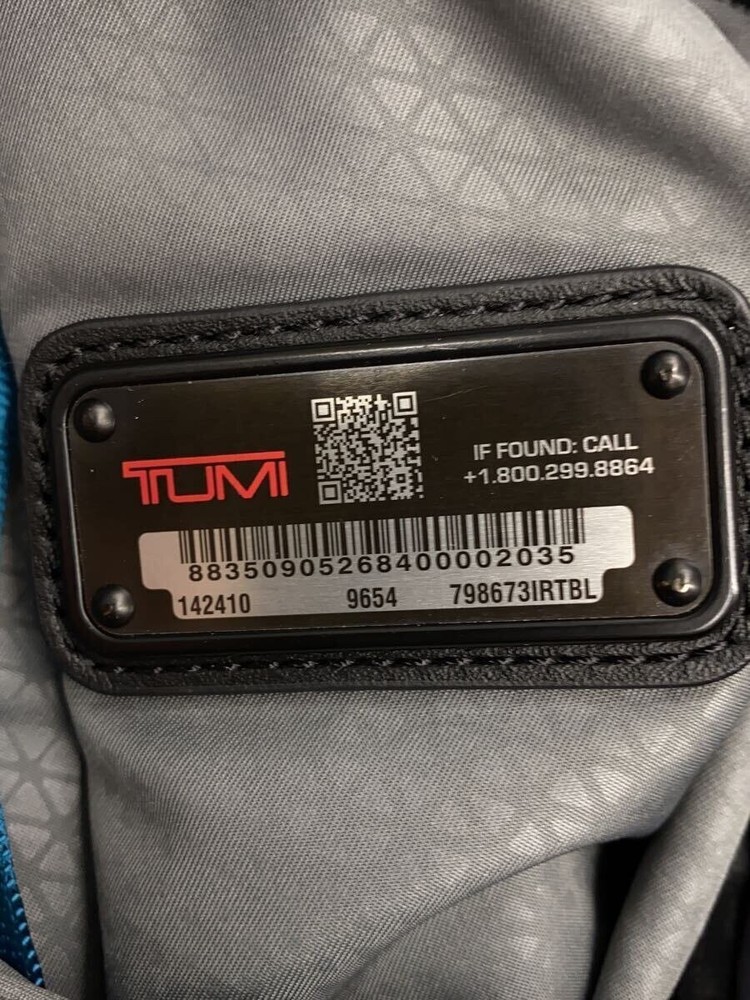 TUMI
IF FOUND: CALL
+1.800.299.8864
88350905268400002035
142410 9654 798673IRTBL